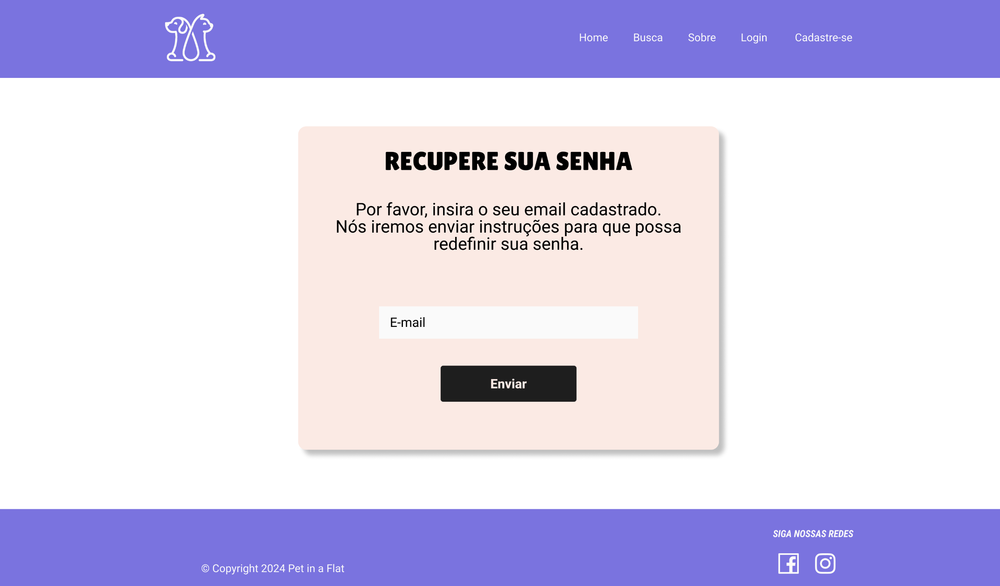 Home Busca Sobre Login Cadastre-se
RECUPERE SUA SENHA
Por favor, insira o seu email cadastrado.
Nós iremos enviar instruções para que possa
redefinir sua senha.
E-mail
Enviar
SIGA NOSSAS REDES
© Copyright 2024 Pet in a Flat